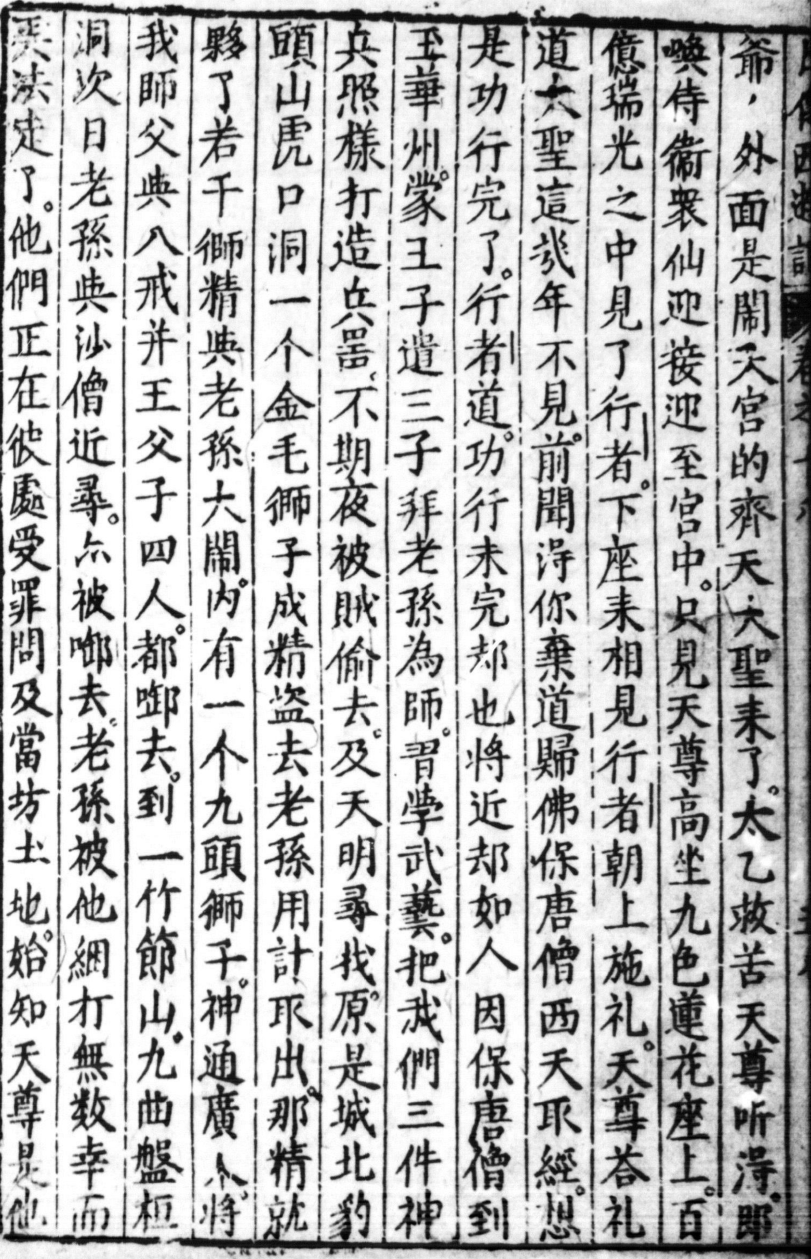 爺，外面是鬧天宮的齊天大聖来了。太乙救苦天尊听淂。即
喚侍衞衆仙迎接迎至宮中。只見天尊高坐九色蓮花座上。百
億瑞光之中見了行者。下座来相見行者朝上施礼。天尊荅礼
道大聖這幾年不見。前聞淂你棄道歸佛保唐僧西天取經。想
是功行完了。行者道。功行未完却也將近却如人因保唐僧到
玉華州。蒙王子遣三子拜老孫為師。習學武藝。把我們三件神
兵照樣打造兵噐。不期夜被賊偷去。及天明尋找。原是城北豹
頭山虎口洞一个金毛獅子成精盗去老孫用計取出。那精就
夥了若干獅精與老孫大鬧。内有一个九頭獅子。神通廣大將
我師父與八戒并王父子四人。都啣去。到一竹節山。九曲盤桓
洞次日老孫與沙僧近尋。亦被啣去。老孫被他綑打無数幸而
弄法走了。他們正在彼處受罪問及當坊土地。始知天尊是他